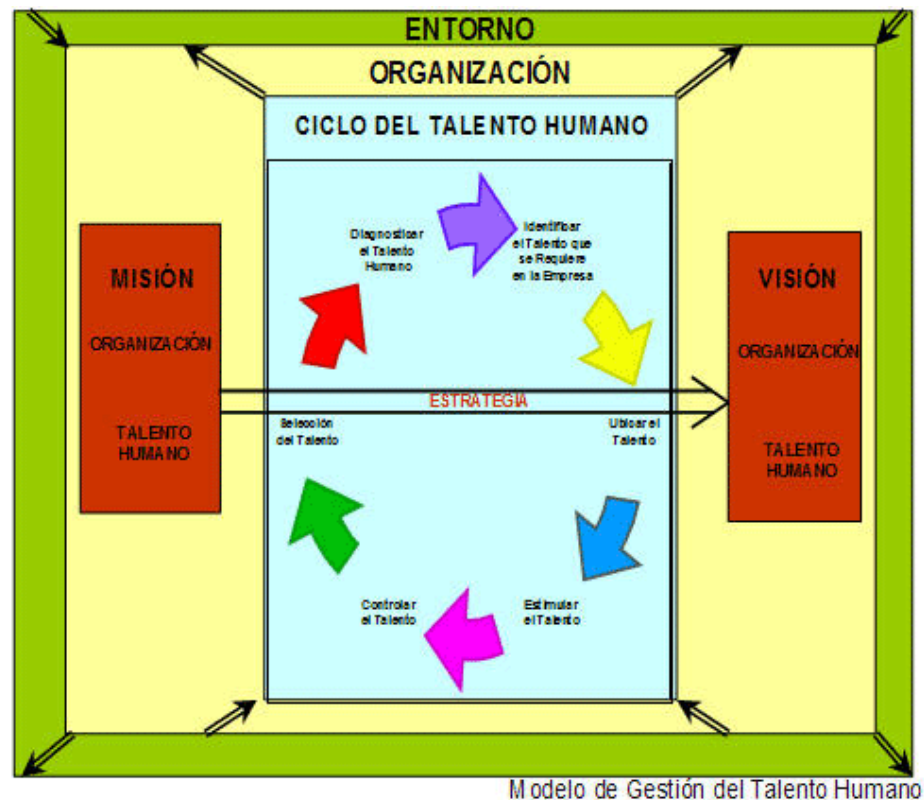 ENTORNO
ORGANIZACIÓN
CICLO DEL TALENTO HUMANO
Diagnosticar
el Talento
Humano
Identificar
el Talento que
se Requiere
en la Empresa
MISIÓN
ORGANIZACIÓN
TALENTO
HUMANO
VISIÓN
ORGANIZACIÓN
TALENTO
HUMANO
ESTRATEGIA
Selección
del Talento
Ubicar el
Talento
Controlar
el Talento
Estimular
el Talento
Modelo de Gestión del Talento Humano